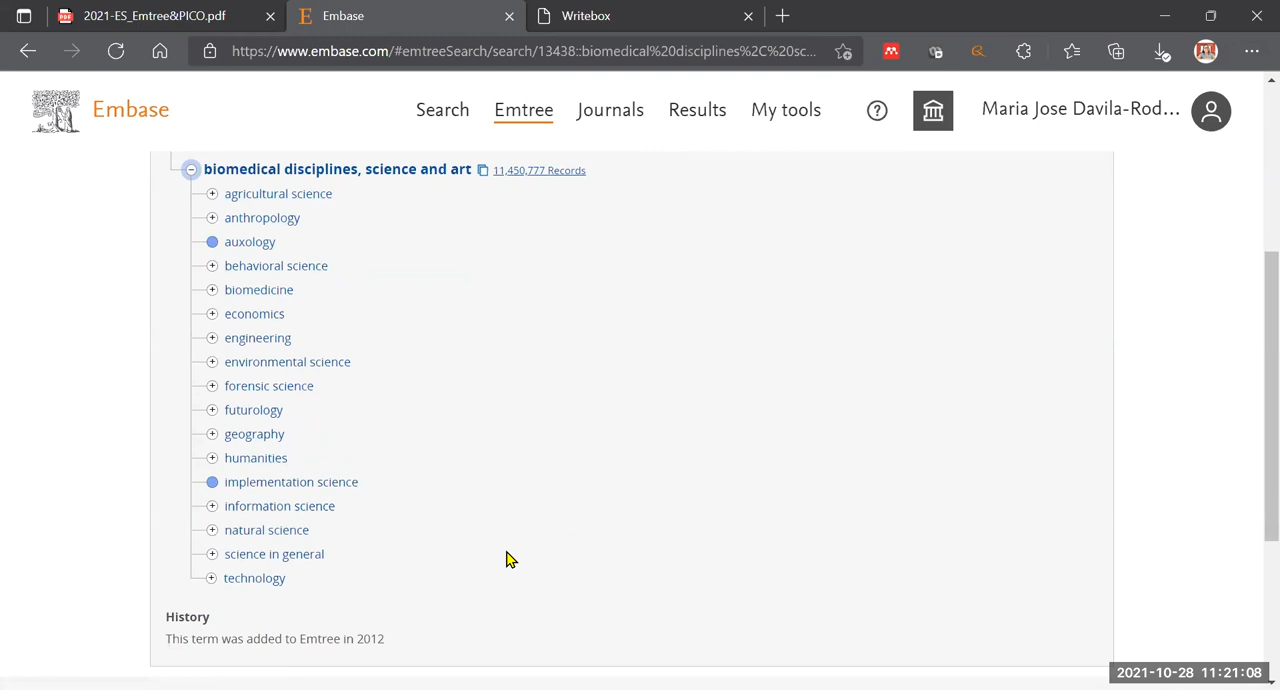 2021-ES_Emtree&PICO.pdf
Embase
Writebox
https://www.embase.com/#emtreeSearch/search/13438::biomedical%20disciplines%2C%20sc...
Embase
Search
Emtree
Journals
Results
My tools
Maria Jose Davila-Rod...
biomedical disciplines, science and art
11,450,777 Records
agricultural science
anthropology
auxology
behavioral science
biomedicine
economics
engineering
environmental science
forensic science
futurology
geography
humanities
implementation science
information science
natural science
science in general
technology
History
This term was added to Emtree in 2012
2021-10-28 11:21:08